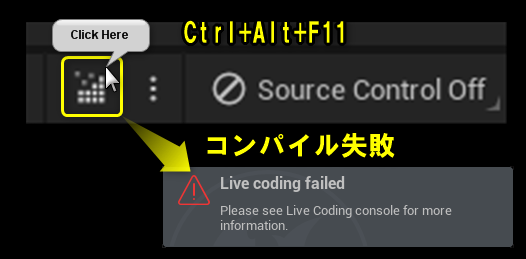 Click Here
Ctrl+Alt+F11
Source Control Off
コンパイル失敗
Live coding failed
Please see Live Coding console for more
information.